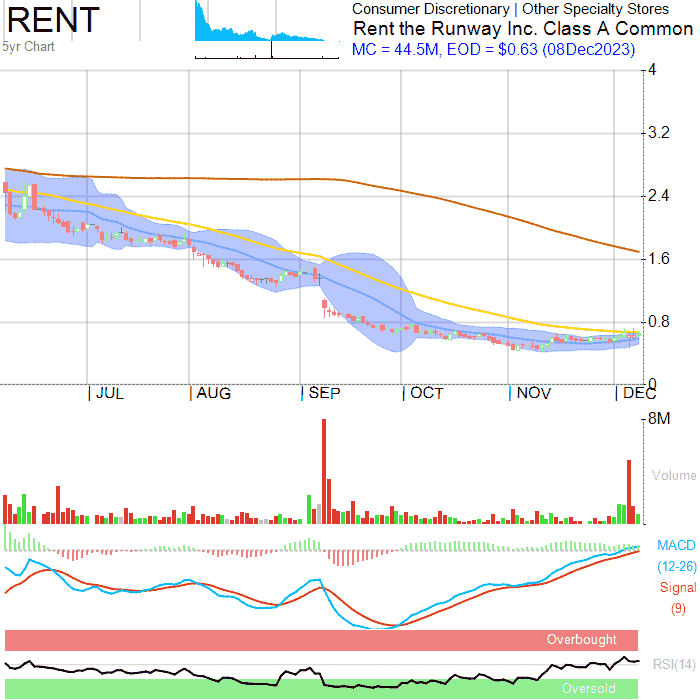 RENT
5yr Chart
Consumer Discretionary | Other Specialty Stores
Rent the Runway Inc. Class A Common
MC = 44.5M, EOD = $0.63 (08Dec2023)
4
3.2
2.4
1.6
0.8
0
JUL AUG SEP OCT NOV DEC
8M
Volume
MACD
(12-26)
Signal
(9)
Overbought
RSI(14)
Oversold